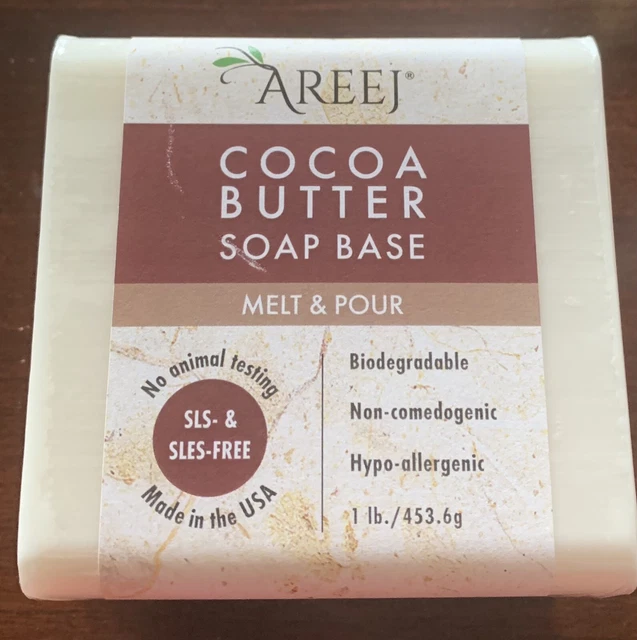 AREEJ®
COCOA
BUTTER
SOAP BASE
MELT & POUR
No animal testing
SLS- &
SLES-FREE
Made in the USA
Biodegradable
Non-comedogenic
Hypo-allergenic
1 lb./453.6g